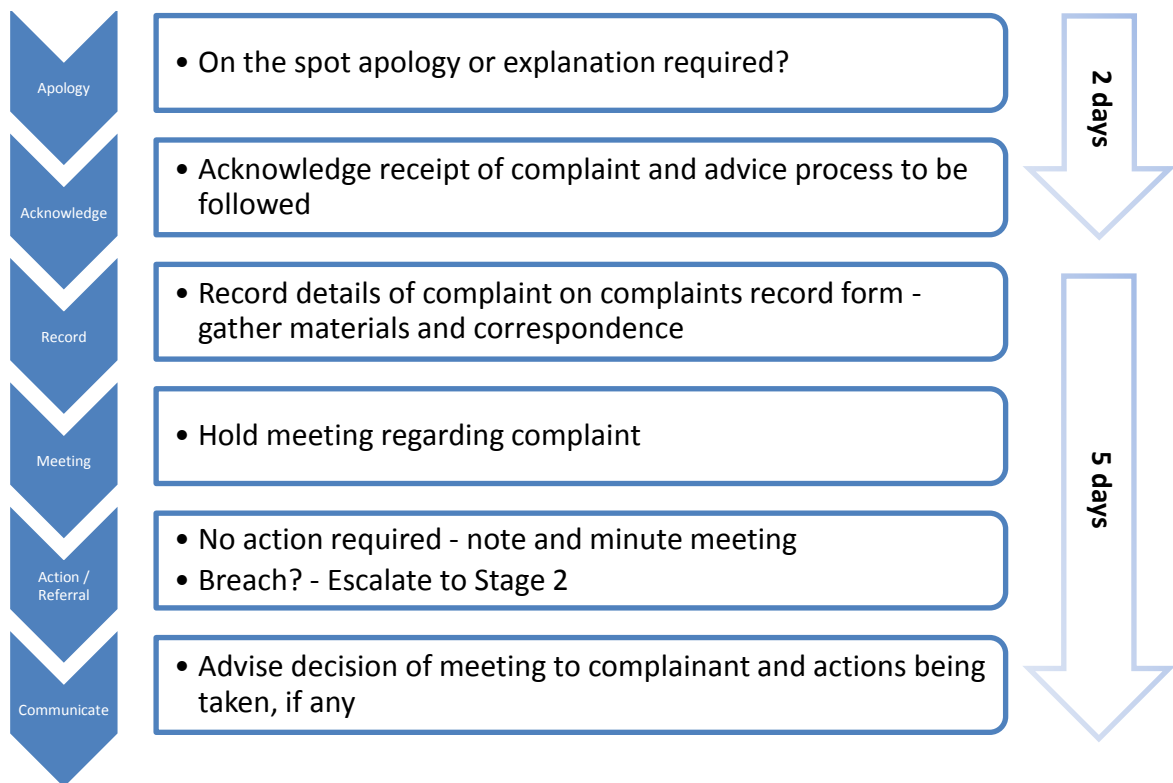 Apology
• On the spot apology or explanation required?
2 days
Acknowledge
• Acknowledge receipt of complaint and advice process to be
followed
Record
• Record details of complaint on complaints record form -
gather materials and correspondence
Meeting
• Hold meeting regarding complaint
5 days
Action /
Referral
• No action required - note and minute meeting
• Breach? - Escalate to Stage 2
Communicate
• Advise decision of meeting to complainant and actions being
taken, if any